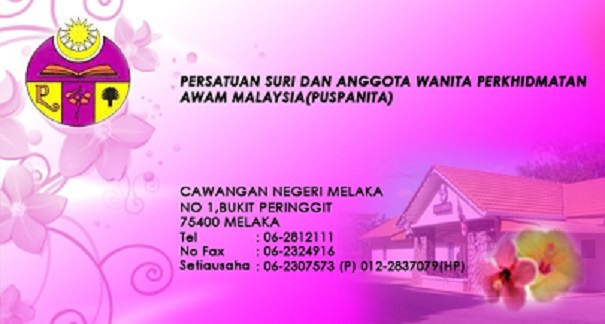 PERSATUAN SURI DAN ANGGOTA WANITA PERKHIDMATAN
AWAM MALAYSIA(PUSPANITA)
CAWANGAN NEGERI MELAKA
NO 1,BUKIT PERINGGIT
75400 MELAKA
Tel : 06-2812111
No Fax : 06-2324916
Setiausaha : 06-2307573 (P) 012-2837079(HP)